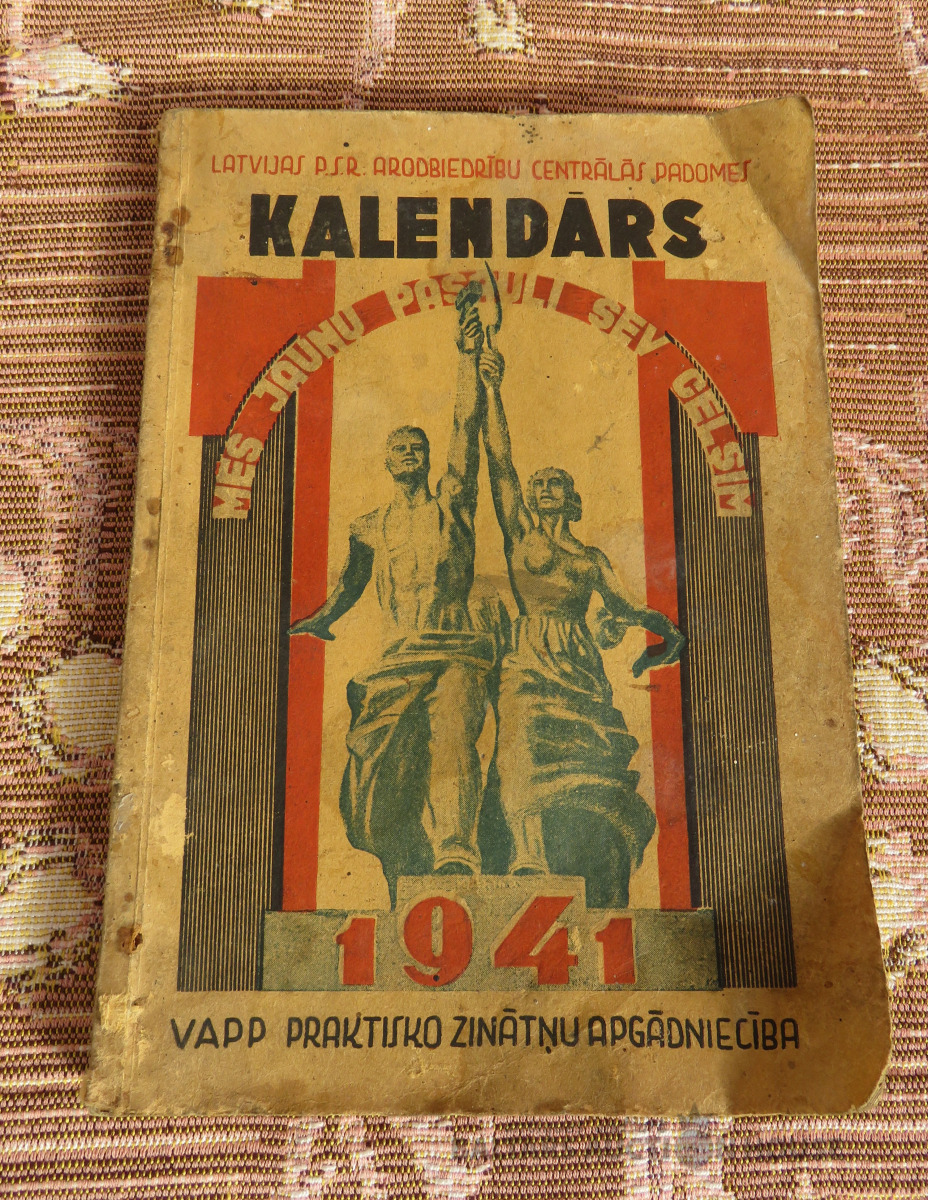 LATVIJAS P.S.R. ARODBIEDRĪBU CENTRĀLĀS PADOMES
KALENDĀRS
MĒS JAUNU PASAULI SEV CELSIM
1941
VAPP PRAKTISKO ZINĀTŅU APGĀDNIECĪBA